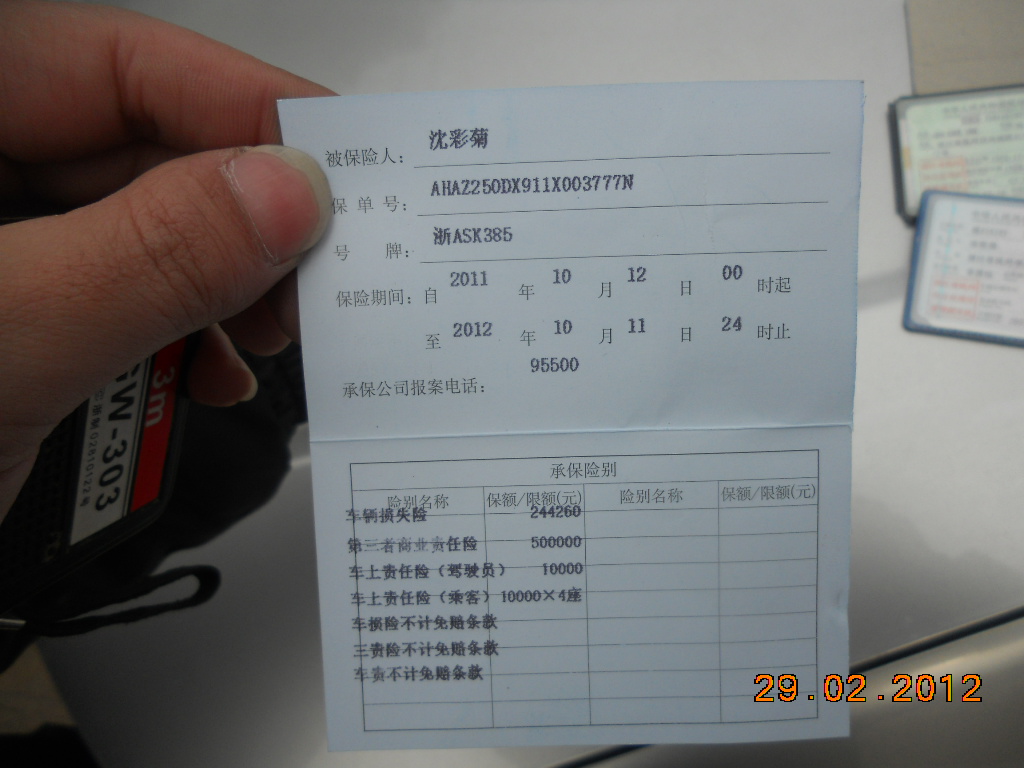 被保险人： 沈彩菊
保 单 号： AHAZ250DX911X003777N
号 牌： 浙ASK385
保险期间：自 2011 年 10 月 12 日 00 时起
至 2012 年 10 月 11 日 24 时止
95500
承保公司报案电话：
承保险别
险别名称 保额/限额(元) 险别名称 保额/限额(元)
车辆损失险 244260
第三者商业责任险 500000
车上责任险（驾驶员） 10000
车上责任险（乘客） 10000×4座
车损险不计免赔条款
三责险不计免赔条款
车责不计免赔条款
3m
GW-303
29.02.2012